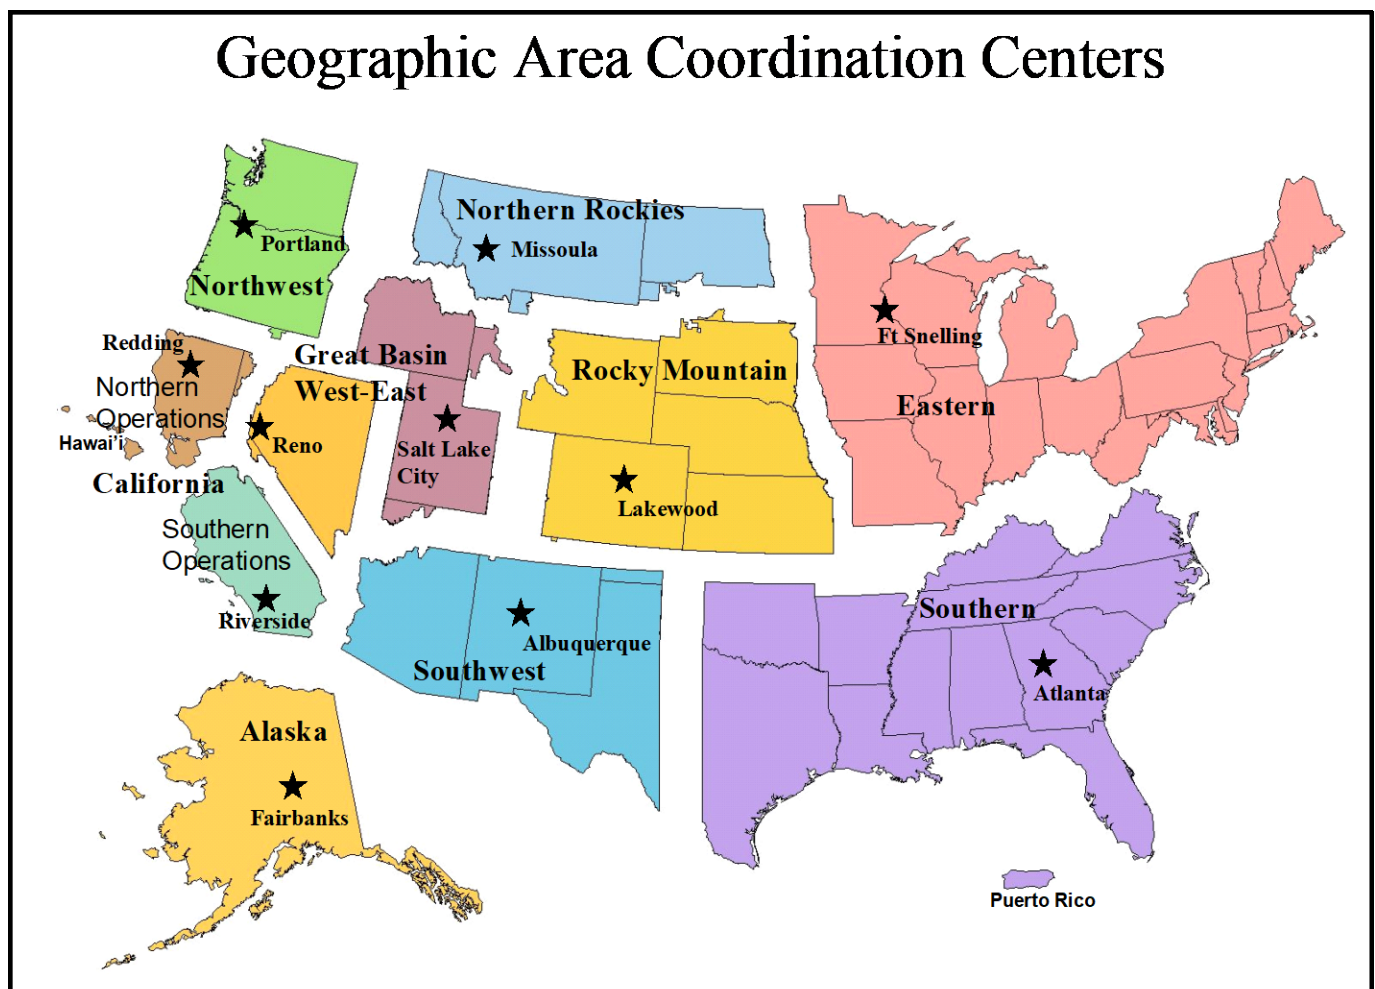 Geographic Area Coordination Centers
Northern Rockies
Missoula
Portland
Northwest
Redding
Northern
Operations
Hawai'i
California
Great Basin
West-East
Reno
Salt Lake
City
Rocky Mountain
Lakewood
Ft Snelling
Eastern
Southern
Operations
Riverside
Albuquerque
Southwest
Southern
Atlanta
Alaska
Fairbanks
Puerto Rico